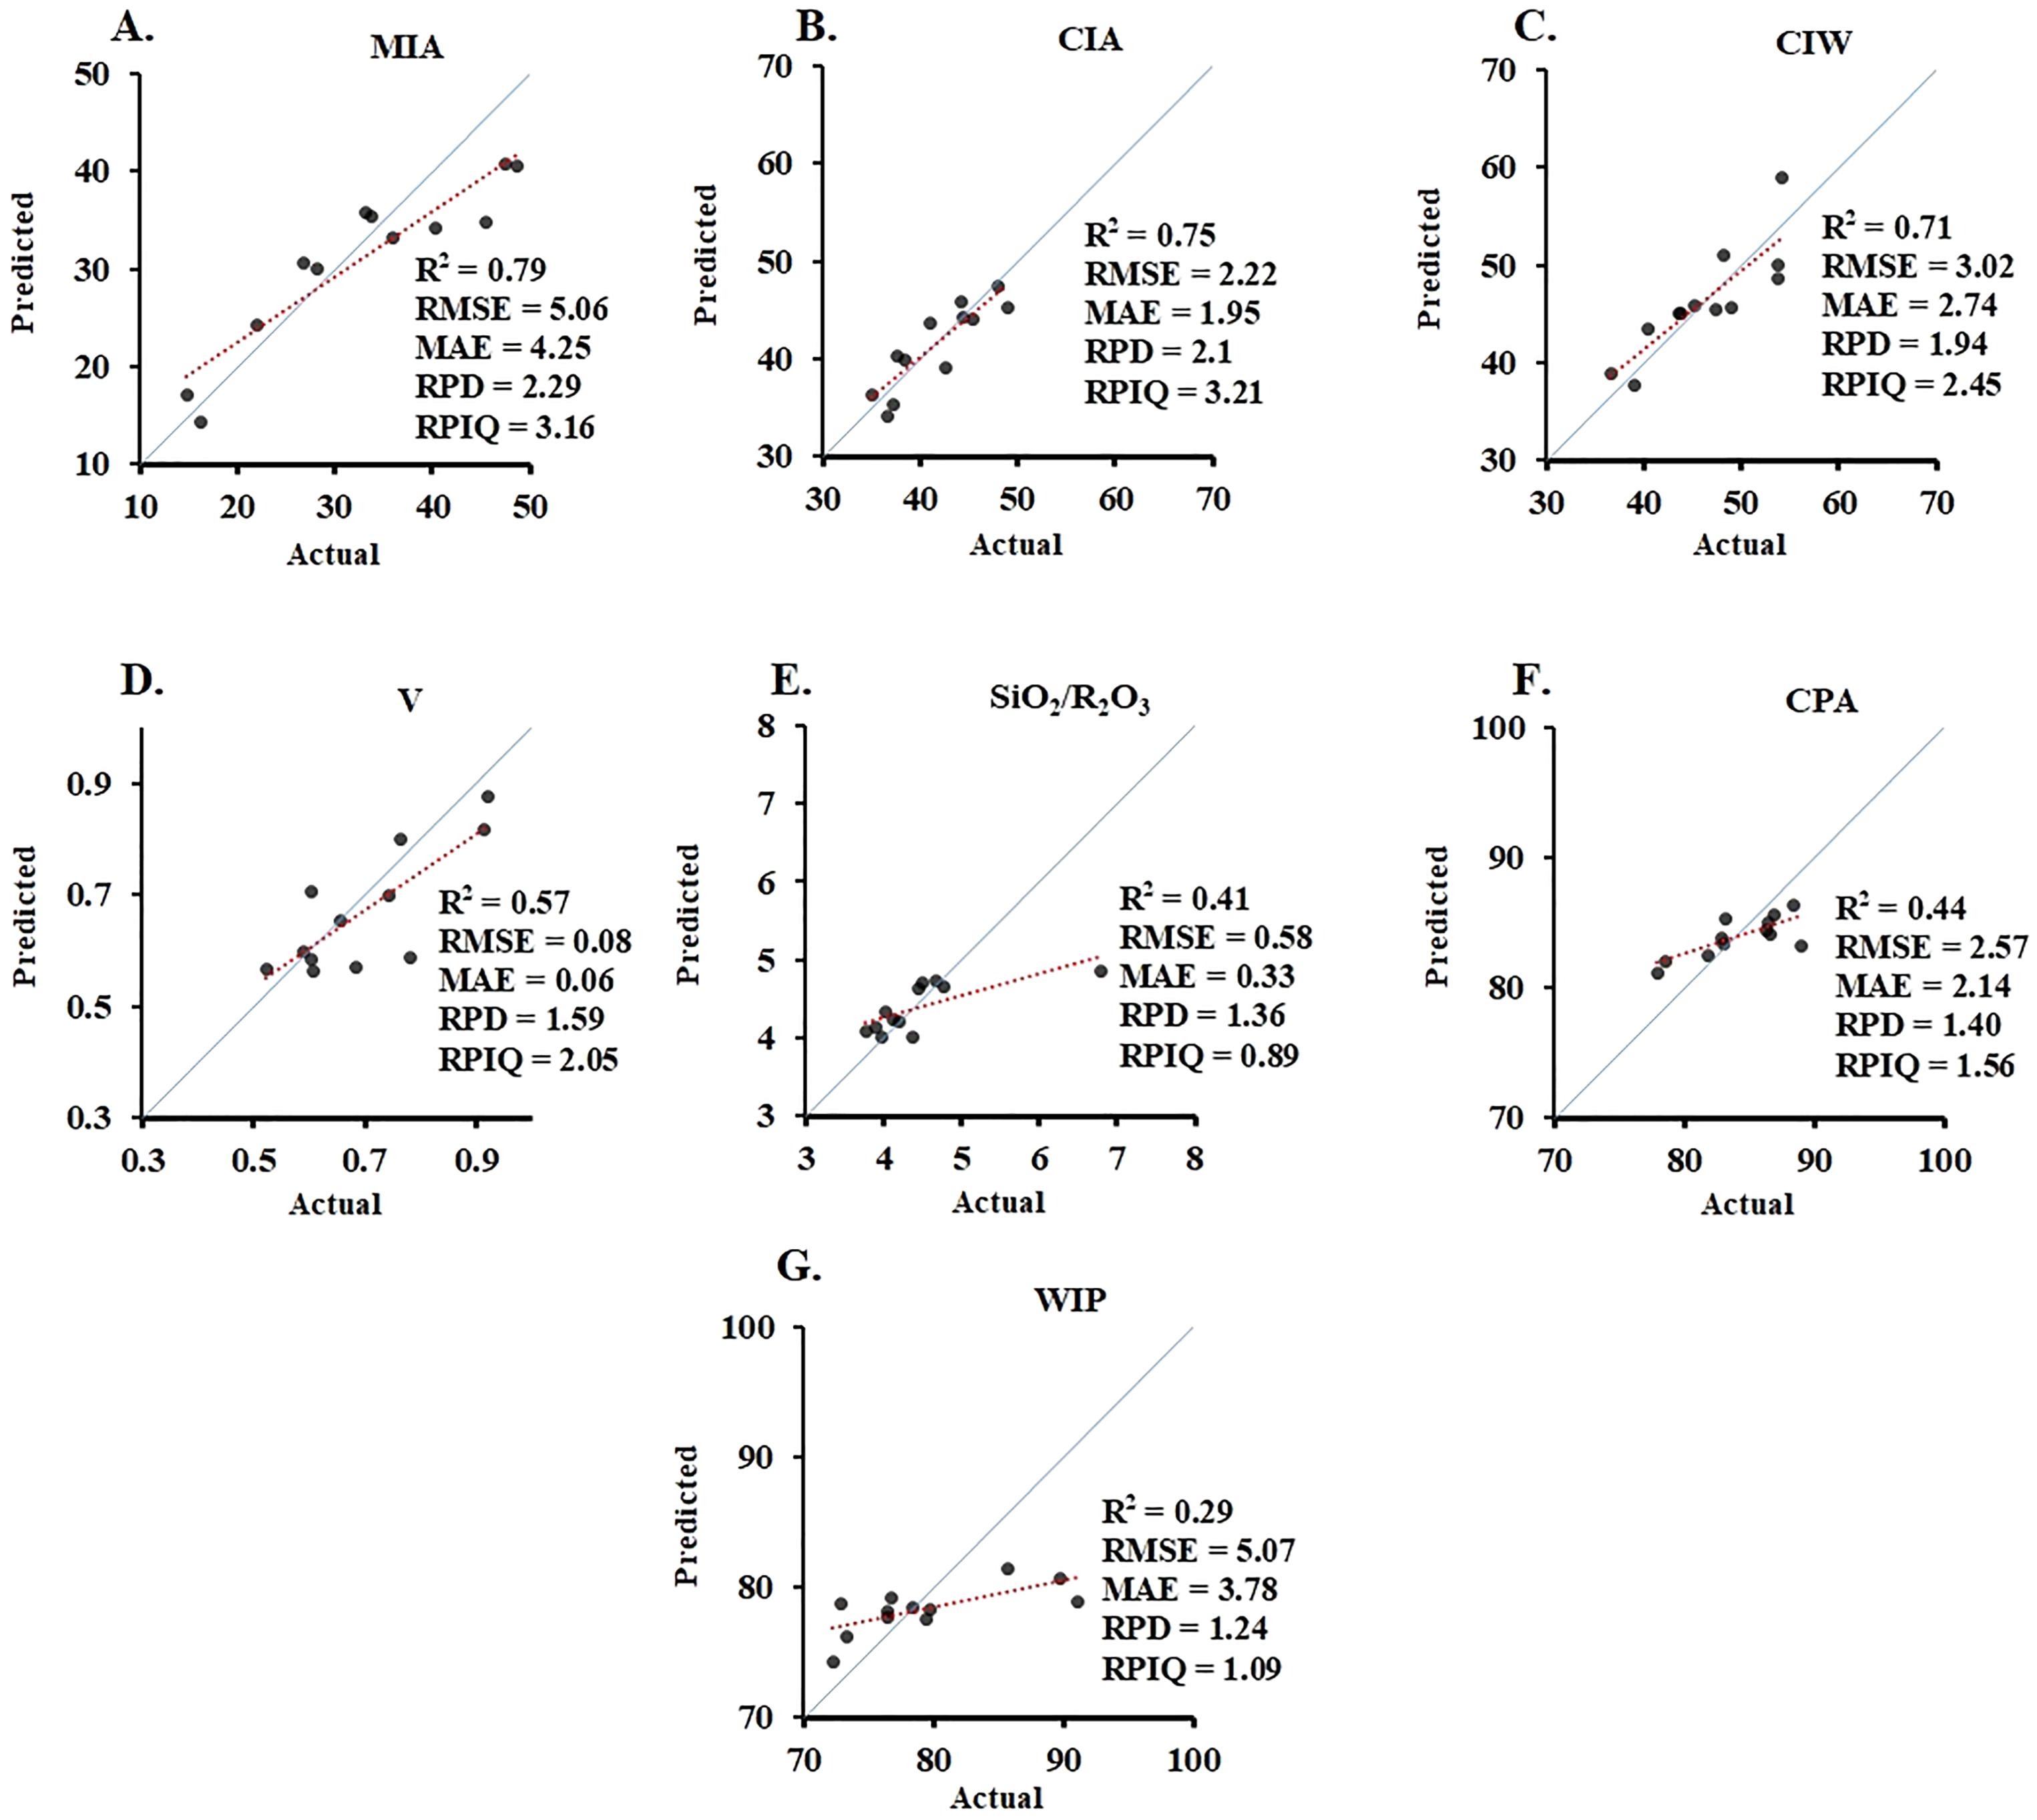 A.
MIA
50
40
30
20
10
10 20 30 40 50
Predicted
Actual
R² = 0.79
RMSE = 5.06
MAE = 4.25
RPD = 2.29
RPIQ = 3.16
B.
CIA
70
60
50
40
30
30 40 50 60 70
Predicted
Actual
R² = 0.75
RMSE = 2.22
MAE = 1.95
RPD = 2.1
RPIQ = 3.21
C.
CIW
70
60
50
40
30
30 40 50 60 70
Predicted
Actual
R² = 0.71
RMSE = 3.02
MAE = 2.74
RPD = 1.94
RPIQ = 2.45
D.
V
0.9
0.7
0.5
0.3
0.3 0.5 0.7 0.9
Predicted
Actual
R² = 0.57
RMSE = 0.08
MAE = 0.06
RPD = 1.59
RPIQ = 2.05
E.
SiO₂/R₂O₃
8
7
6
5
4
3
3 4 5 6 7 8
Predicted
Actual
R² = 0.41
RMSE = 0.58
MAE = 0.33
RPD = 1.36
RPIQ = 0.89
F.
CPA
100
90
80
70
70 80 90 100
Predicted
Actual
R² = 0.44
RMSE = 2.57
MAE = 2.14
RPD = 1.40
RPIQ = 1.56
G.
WIP
100
90
80
70
70 80 90 100
Predicted
Actual
R² = 0.29
RMSE = 5.07
MAE = 3.78
RPD = 1.24
RPIQ = 1.09